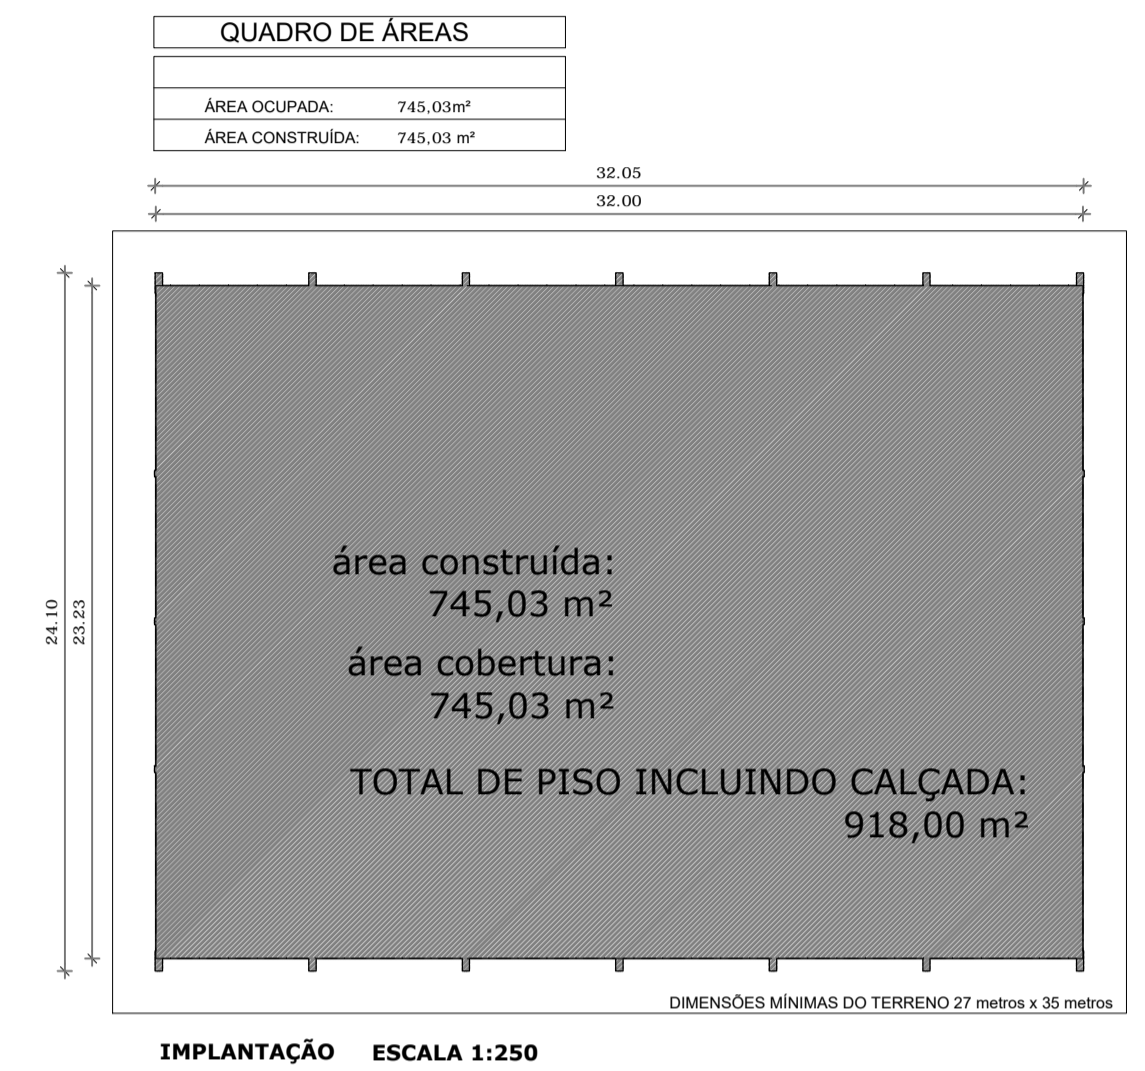 QUADRO DE ÁREAS
ÁREA OCUPADA: 745,03m²
ÁREA CONSTRUÍDA: 745,03 m²
32.05
32.00
24.10
23.23
área construída:
745,03 m²
área cobertura:
745,03 m²
TOTAL DE PISO INCLUINDO CALÇADA:
918,00 m²
DIMENSÕES MÍNIMAS DO TERRENO 27 metros x 35 metros
IMPLANTAÇÃO ESCALA 1:250